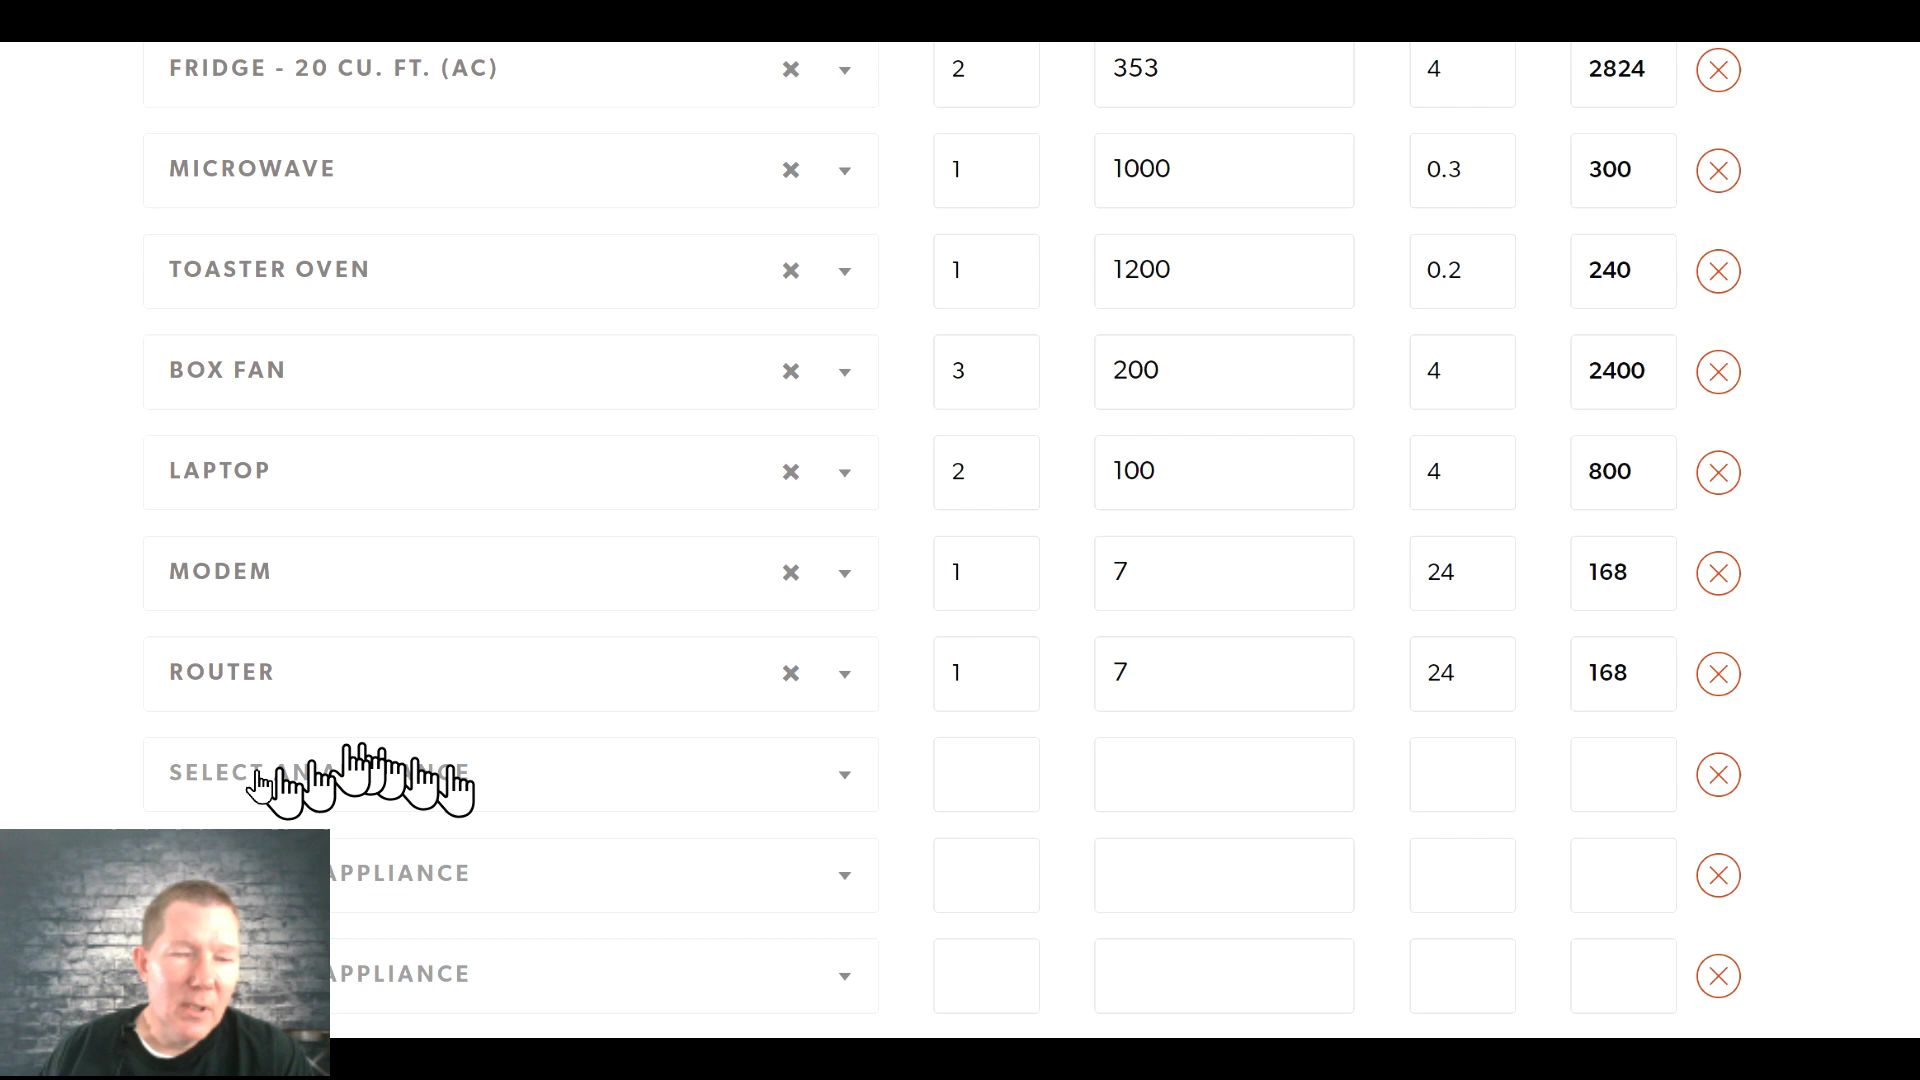 FRIDGE - 20 CU. FT. (AC) 2 353 4 2824
MICROWAVE 1 1000 0.3 300
TOASTER OVEN 1 1200 0.2 240
BOX FAN 3 200 4 2400
LAPTOP 2 100 4 800
MODEM 1 7 24 168
ROUTER 1 7 24 168
SELECT AN
APPLIANCE
APPLIANCE